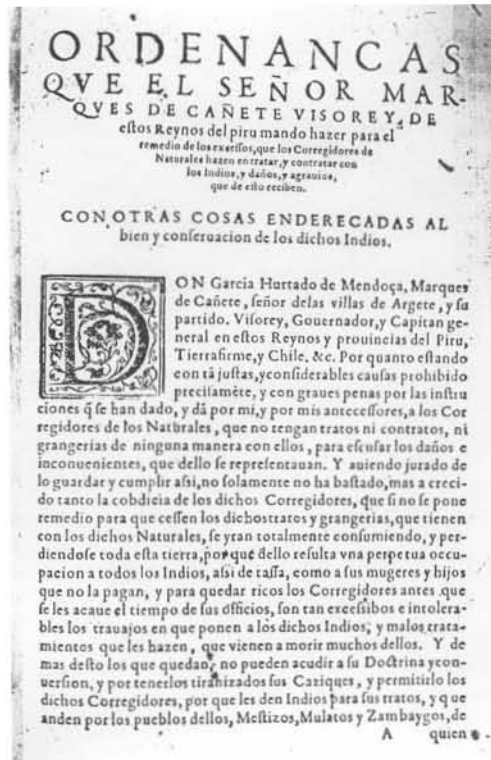 ORDENANCAS
QVE EL SEÑOR MAR-
QVES DE CAÑETE VISOREY, DE
eſtos Reynos del piru mando hazer para el
remedio de los exceſſos, que los Corregidores de
Naturales hazen en tratar, y contratar con
los Indios, y daños, y agrauios,
que de eſto reciben.
CON OTRAS COSAS ENDERECADAS AL
bien y conſeruacion de los dichos Indios.
DON Garcia Hurtado de Mendoça, Marques
de Cañete, ſeñor delas villas de Argete, y ſu
partido. Viſorey, Gouernador, y Capitan ge-
neral en eſtos Reynos y prouincias del Piru,
Tierrafirme, y Chile. &c. Por quanto eſtando
con tã juſtas, yconſiderables cauſas prohibido
preciſamẽte, y con graues penas por las inſtru
ciones q̃ ſe han dado, y dã por mi, y por mis anteceſſores, a los Cor
regidores de los Naturales, que no tengan tratos ni contratos, ni
grangerias de ninguna manera con ellos, para eſcuſar los daños e
inconuenientes, que dello ſe repreſentauan. Y auiendo jurado de
lo guardar y cumplir aſsi, no ſolamente no ha baſtado, mas a creci-
do tanto la cobdicia de los dichos Corregidores, que ſi no ſe pone
remedio para que ceſſen los dichostratos y grangerias, que tienen
con los dichos Naturales, ſe yran totalmente conſumiendo, y per-
diendoſe toda eſta tierra, porque dello reſulta vna perpetua occu-
pacion a todos los Indios, aſsi de taſſa, como a ſus mugeres y hijos
que no la pagan, y para quedar ricos los Corregidores antes que
ſe les acaue el tiempo de ſus officios, ſon tan exceſsibos e intolera-
bles los trauajos en que ponen a los dichos Indios, y malos trata-
mientos que les hazen, que vienen a morir muchos dellos. Y de
mas deſto los que quedan, no pueden acudir a ſu Doctrina ycon-
uerſion, y por tenerlos tiranizados ſus Caziques, y permitirlo los
dichos Corregidores, por que les den Indios para ſus tratos, y que
anden por los pueblos dellos, Meſtizos, Mulatos y Zambaygos, de
A quien